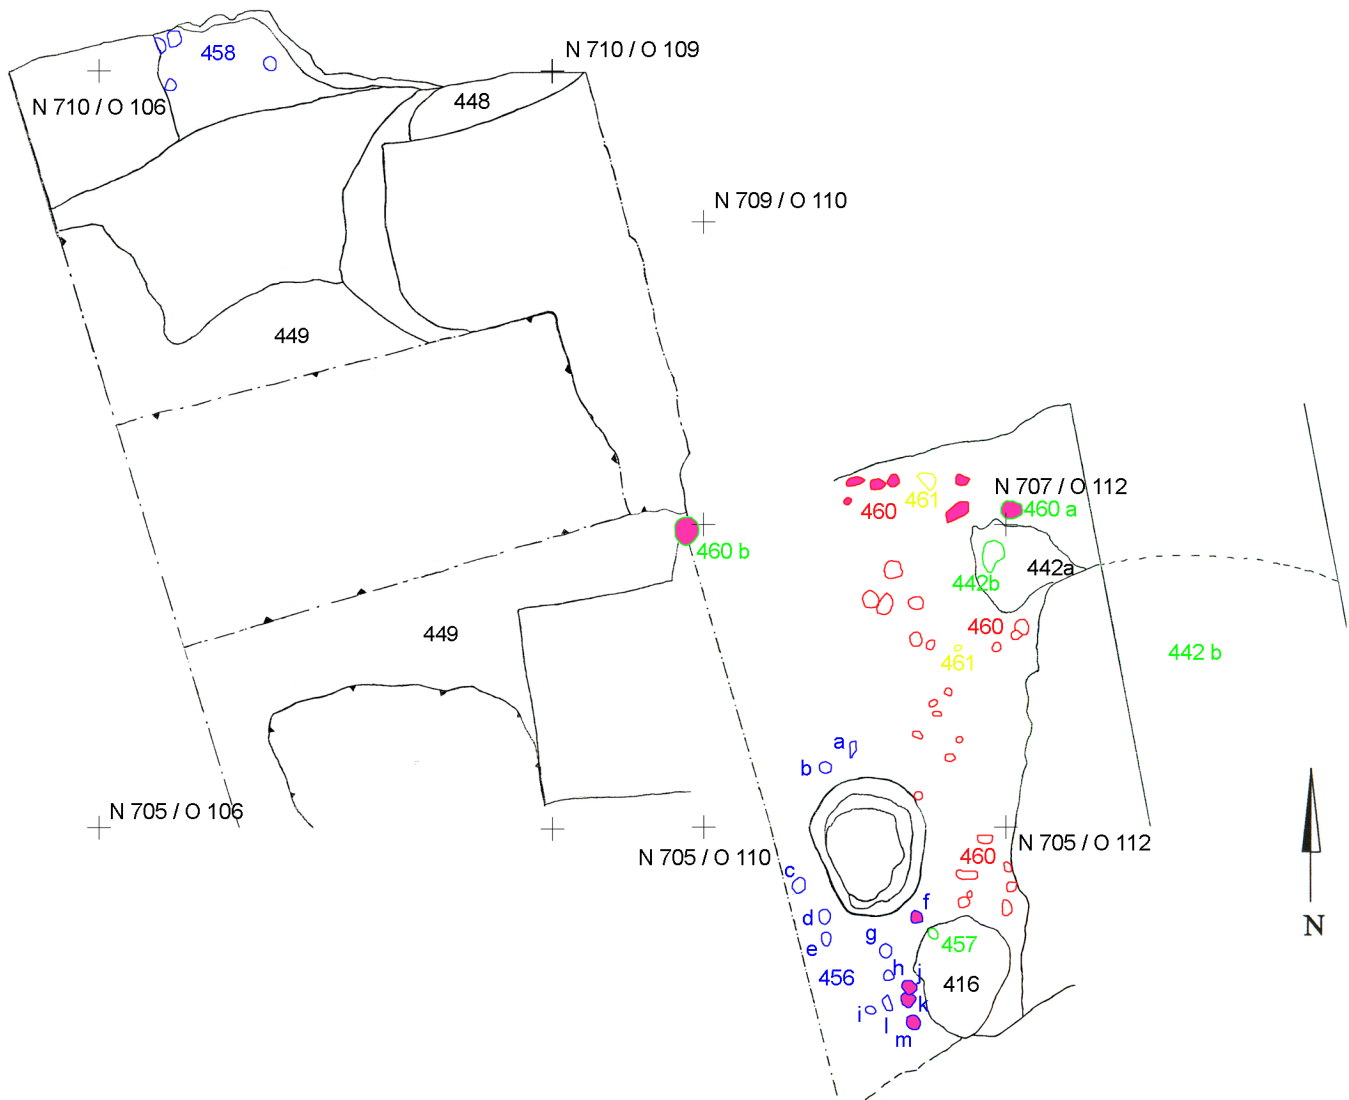 458
N 710 / O 109
N 710 / O 106
448
N 709 / O 110
449
N 707 / O 112
461
460
460 a
460 b
442a
442b
460
449
442 b
461
a
b
N 705 / O 106
N 705 / O 110
N 705 / O 112
460
c
f
d
g
457
e
456
h
j
416
i
l
k
m
N